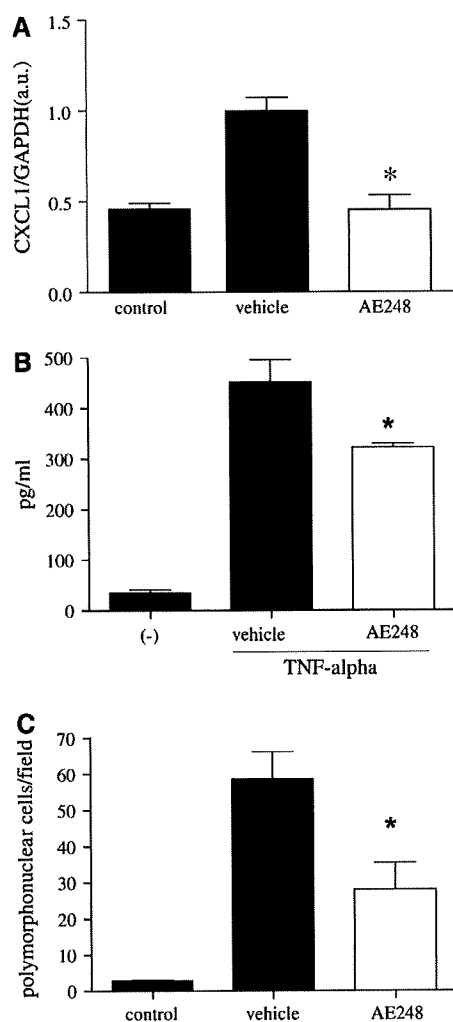 A
CXCL1/GAPDH(a.u.)
1.5
1.0
0.5
0.0
*
control vehicle AE248
B
pg/ml
500
400
300
200
100
0
*
(-) vehicle AE248
TNF-alpha
C
polymorphonuclear cells/field
70
60
50
40
30
20
10
0
*
control vehicle AE248